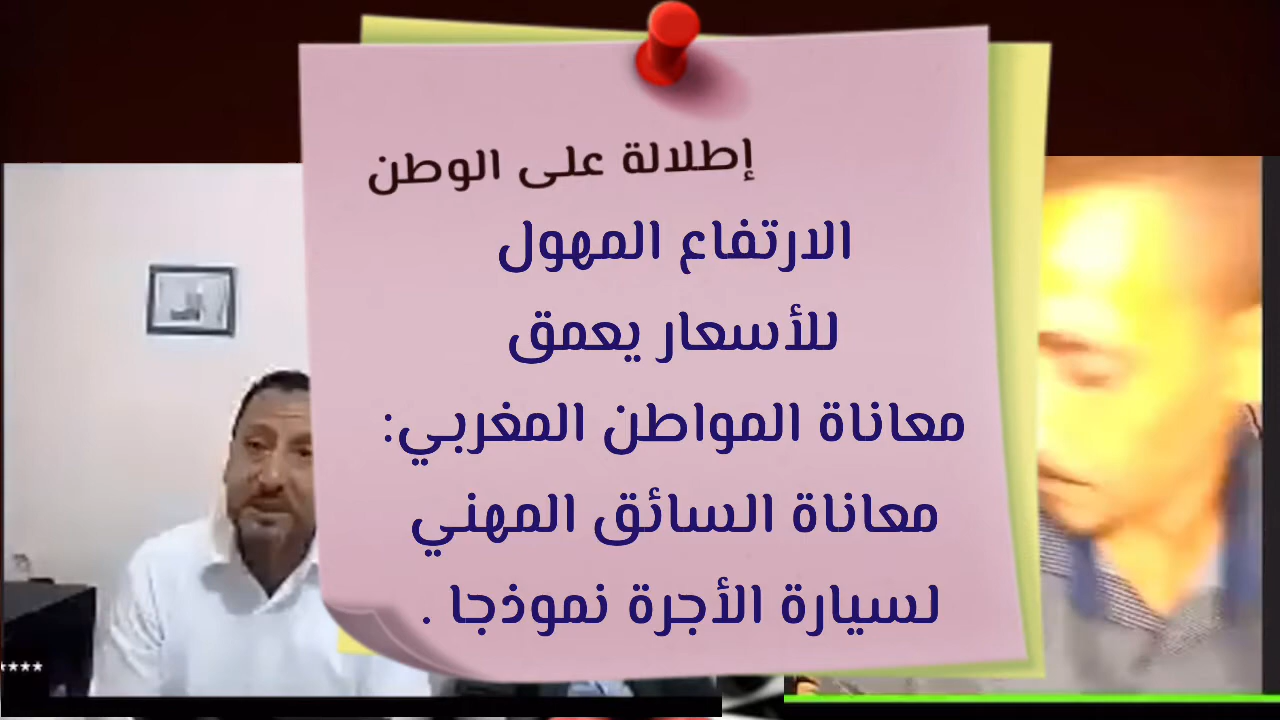 إطلالة على الوطن
الارتفاع المهول
للأسعار يعمق
معاناة المواطن المغربي:
معاناة السائق المهني
لسيارة الأجرة نموذجا .
****